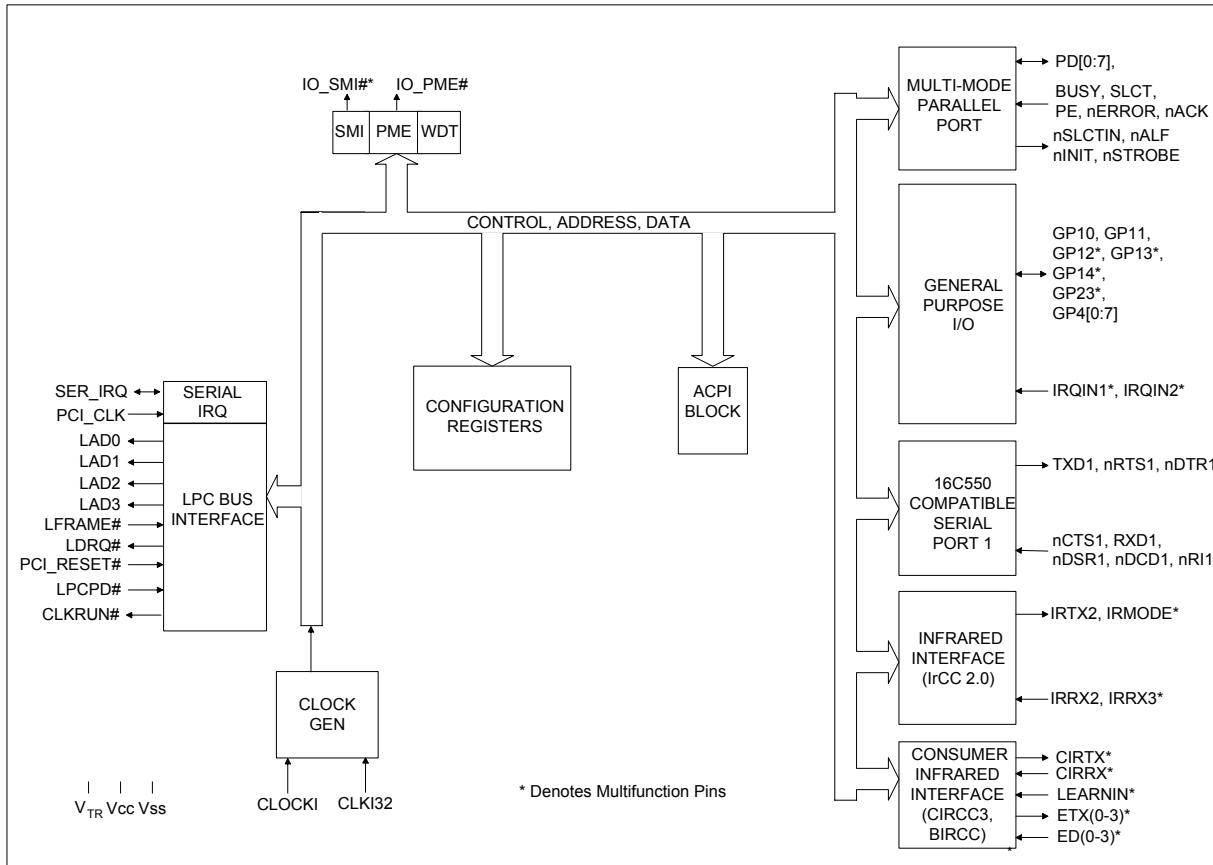 IO_SMI#*
IO_PME#
SMI
PME
WDT
CONTROL, ADDRESS, DATA
SER_IRQ
PCI_CLK
SERIAL
IRQ
LAD0
LAD1
LAD2
LAD3
LFRAME#
LDRQ#
PCI_RESET#
LPCPD#
CLKRUN#
LPC BUS
INTERFACE
CONFIGURATION
REGISTERS
ACPI
BLOCK
CLOCK
GEN
CLOCKI
CLKI32
VTR Vcc Vss
* Denotes Multifunction Pins
MULTI-MODE
PARALLEL
PORT
PD[0:7],
BUSY, SLCT,
PE, nERROR, nACK
nSLCTIN, nALF
nINIT, nSTROBE
GENERAL
PURPOSE
I/O
GP10, GP11,
GP12*, GP13*,
GP14*,
GP23*,
GP4[0:7]
IRQIN1*, IRQIN2*
16C550
COMPATIBLE
SERIAL
PORT 1
TXD1, nRTS1, nDTR1
nCTS1, RXD1,
nDSR1, nDCD1, nRI1
INFRARED
INTERFACE
(IrCC 2.0)
IRTX2, IRMODE*
IRRX2, IRRX3*
CONSUMER
INFRARED
INTERFACE
(CIRCC3,
BIRCC)
CIRTX*
CIRRX*
LEARNIN*
ETX(0-3)*
ED(0-3)*
*